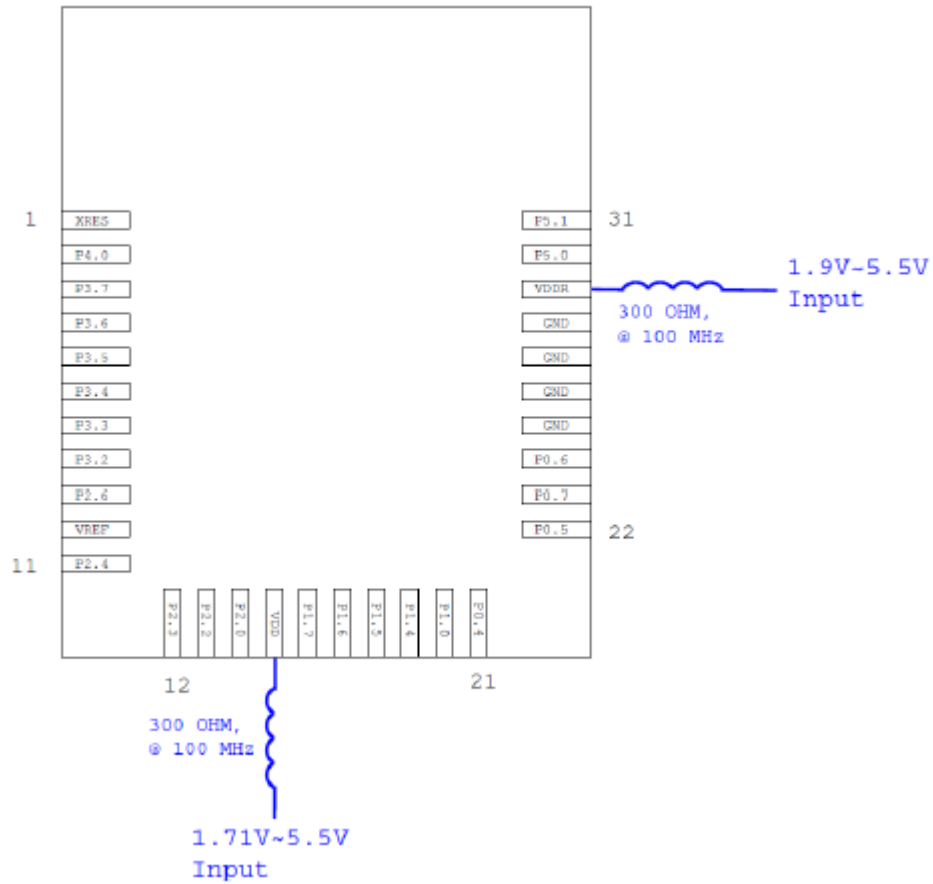 1
XRES
P4.0
P3.7
P3.6
P3.5
P3.4
P3.3
P3.2
P2.6
VREF
11
P2.4
P5.1
31
P5.0
VDDR
1.9V~5.5V
Input
300 OHM,
@ 100 MHz
GND
GND
GND
GND
P0.6
P0.7
P0.5
22
P2.3
P2.2
P2.0
VDD
P1.7
P1.6
P1.5
P1.4
P1.0
P0.4
12
21
300 OHM,
@ 100 MHz
1.71V~5.5V
Input